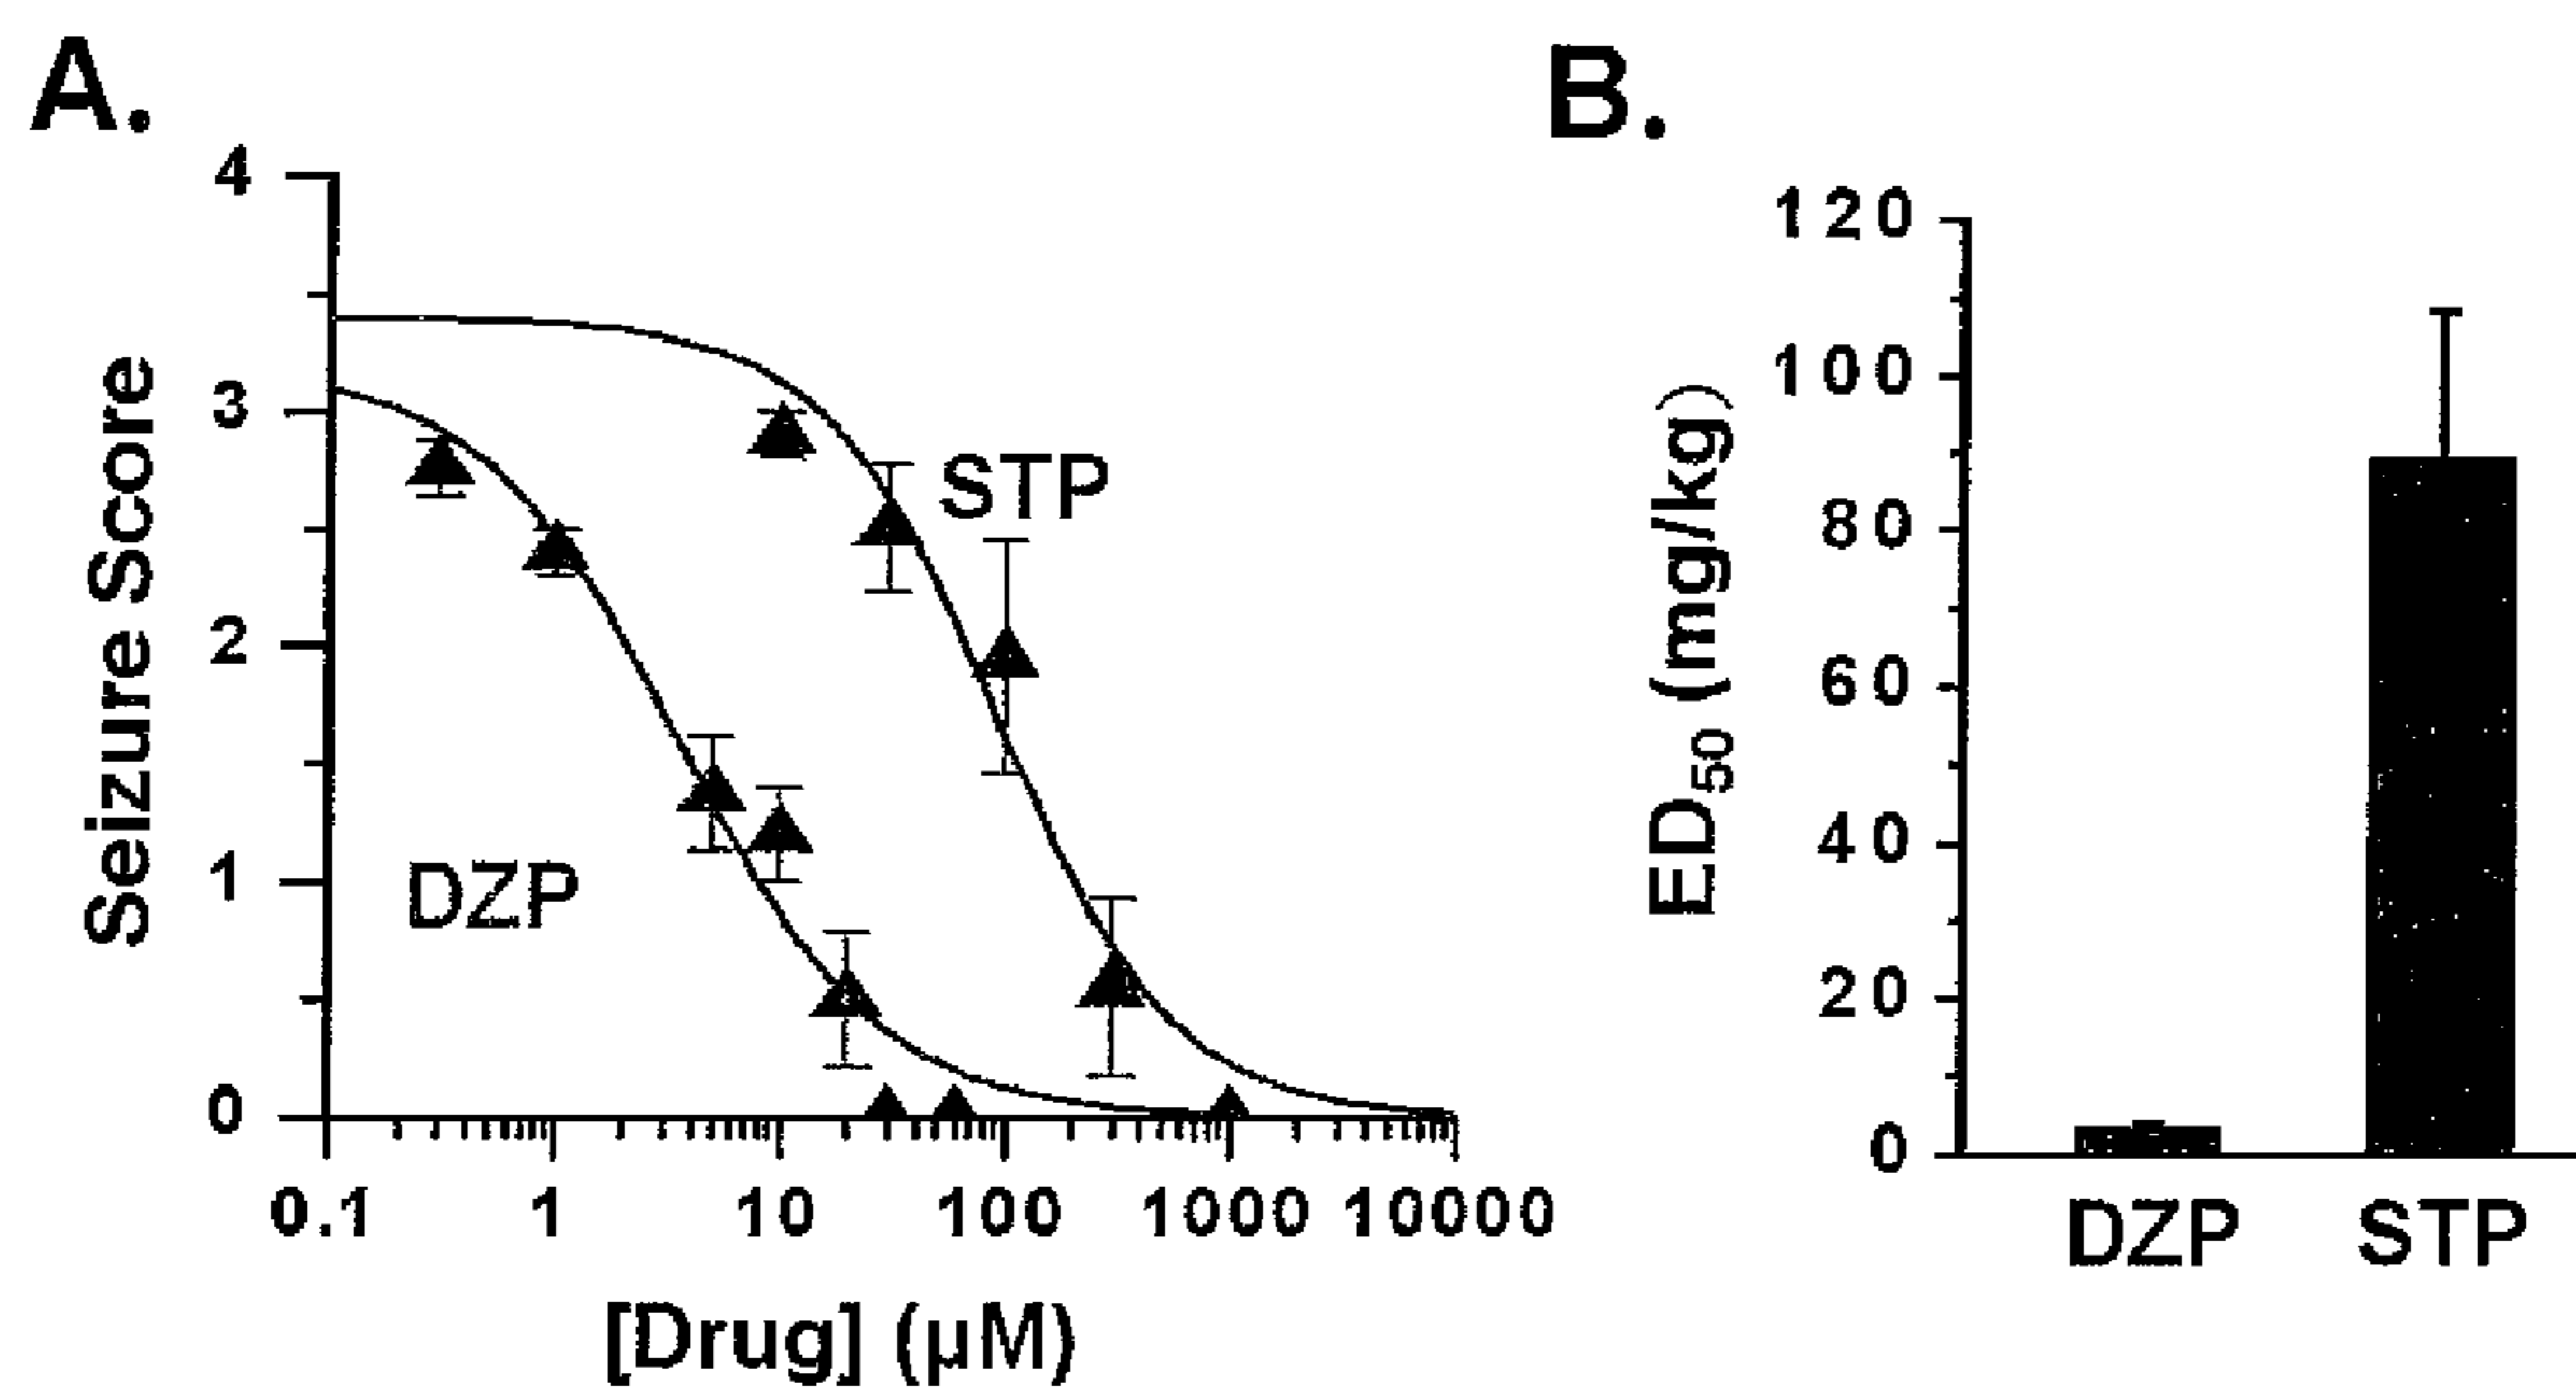 A.
4
3
2
1
0
Seizure Score
STP
DZP
0.1 1 10 100 1000 10000
[Drug] (µM)
B.
120
100
80
60
40
20
0
ED50 (mg/kg)
DZP STP